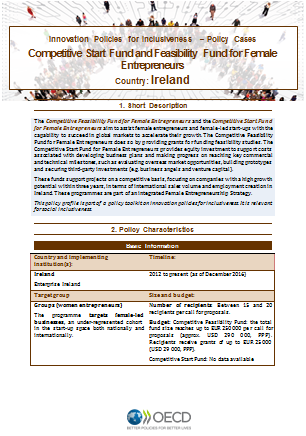 Innovation Policies for Inclusiveness – Policy Cases
Competitive Start Fund and Feasibility Fund for Female
Entrepreneurs
Country: Ireland
1. Short Description
The Competitive Feasibility Fund for Female Entrepreneurs and the Competitive Start Fund
for Female Entrepreneurs aim to assist female entrepreneurs and female-led start-ups with the
capability to succeed in global markets to accelerate their growth. The Competitive Feasibility
Fund for Female Entrepreneurs does so by providing grants for funding feasibility studies. The
Competitive Start Fund for Female Entrepreneurs provides equity investment to support costs
associated with developing business plans and making progress on reaching key commercial
and technical milestones, such as evaluating overseas market opportunities, building prototypes
and securing third-party investments (e.g. business angels and venture capital).
These funds support projects on a competitive basis, focusing on companies with a high growth
potential within three years, in terms of international sales volume and employment creation in
Ireland. These programmes are part of an integrated Female Entrepreneurship Strategy.
This policy profile is part of a policy toolkit on innovation policies for inclusiveness. It is relevant
for social inclusiveness
2. Policy Characteristics
Basic Information
Country and implementing
institution(s):
Timeline:
Ireland
Enterprise Ireland
2012 to present (as of December 2016)
Target group
Size and budget:
Groups (women entrepreneurs)
The programme targets female-led
businesses, an under-represented cohort
in the start-up space both nationally and
internationally.
Number of recipients: Between 15 and 20
recipients per call for proposals.
Budget: Competitive Feasibility Fund: the total
fund size reaches up to EUR 250 000 per call for
proposals (approx. USD 290 000, PPP).
Recipients receive grants of up to EUR 25 000
(USD 29 000, PPP).
Competitive Start Fund: No data available
OECD
BETTER POLICIES FOR BETTER LIVES